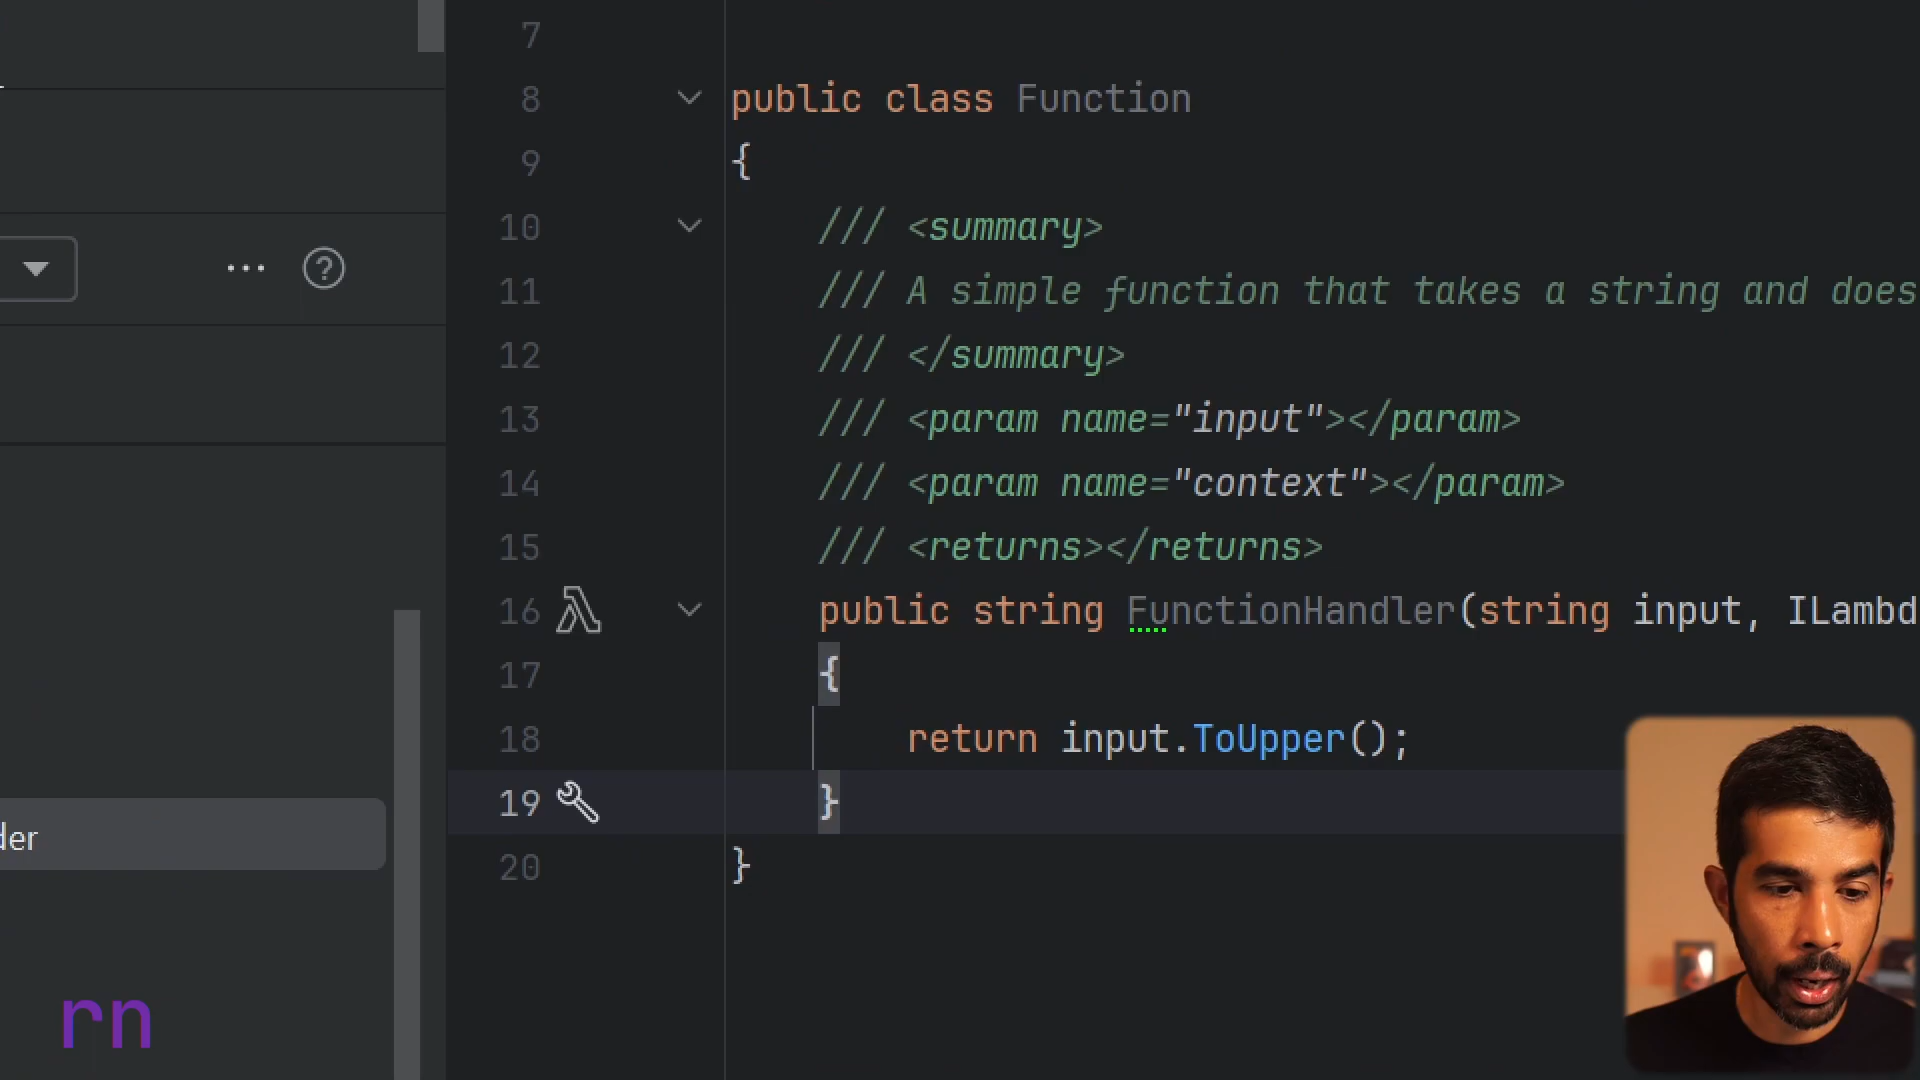 7
8 public class Function
9 {
10 /// <summary>
11 /// A simple function that takes a string and does
12 /// </summary>
13 /// <param name="input"></param>
14 /// <param name="context"></param>
15 /// <returns></returns>
16 public string FunctionHandler(string input, ILambd
17 {
18 return input.ToUpper();
19 }
20 }
der
rn